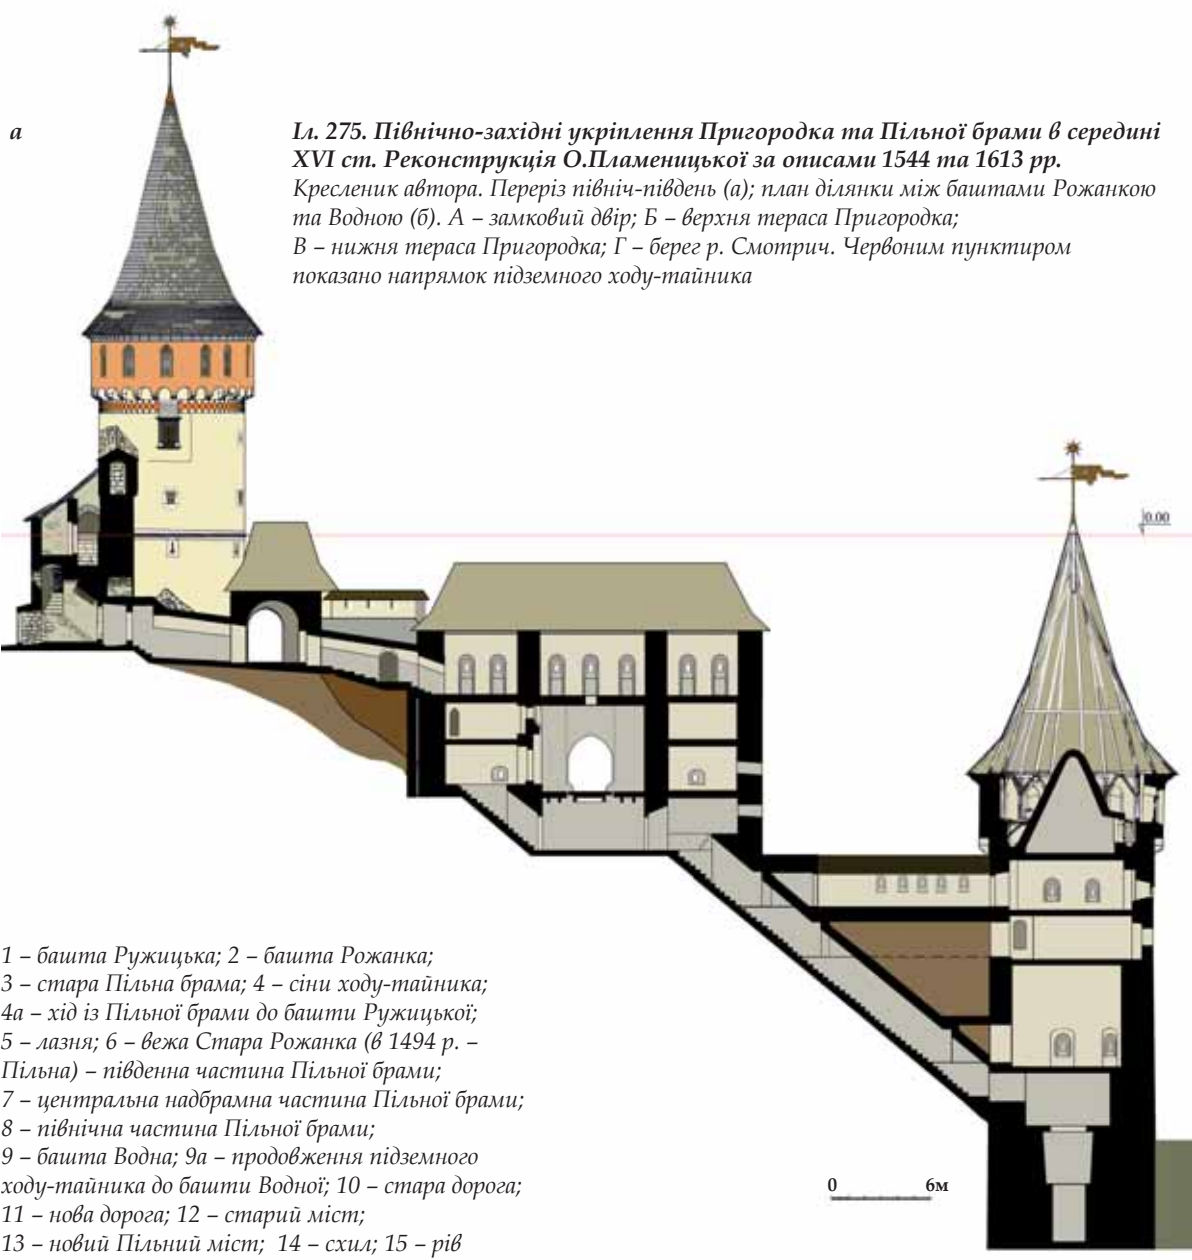 а
Іл. 275. Північно-західні укріплення Пригородка та Пільної брами в середині
XVI ст. Реконструкція О.Пламеницької за описами 1544 та 1613 рр.
Кресленик автора. Переріз північ-південь (а); план ділянки між баштами Рожанкою
та Водною (б). А – замковий двір; Б – верхня тераса Пригородка;
В – нижня тераса Пригородка; Г – берег р. Смотрич. Червоним пунктиром
показано напрямок підземного ходу-тайника
0.00
1 – башта Ружицька; 2 – башта Рожанка;
3 – стара Пільна брама; 4 – сіни ходу-тайника;
4а – хід із Пільної брами до башти Ружицької;
5 – лазня; 6 – вежа Стара Рожанка (в 1494 р. –
Пільна) – південна частина Пільної брами;
7 – центральна надбрамна частина Пільної брами;
8 – північна частина Пільної брами;
9 – башта Водна; 9а – продовження підземного
ходу-тайника до башти Водної; 10 – стара дорога;
11 – нова дорога; 12 – старий міст;
13 – новий Пільний міст; 14 – схил; 15 – рів
0 6м